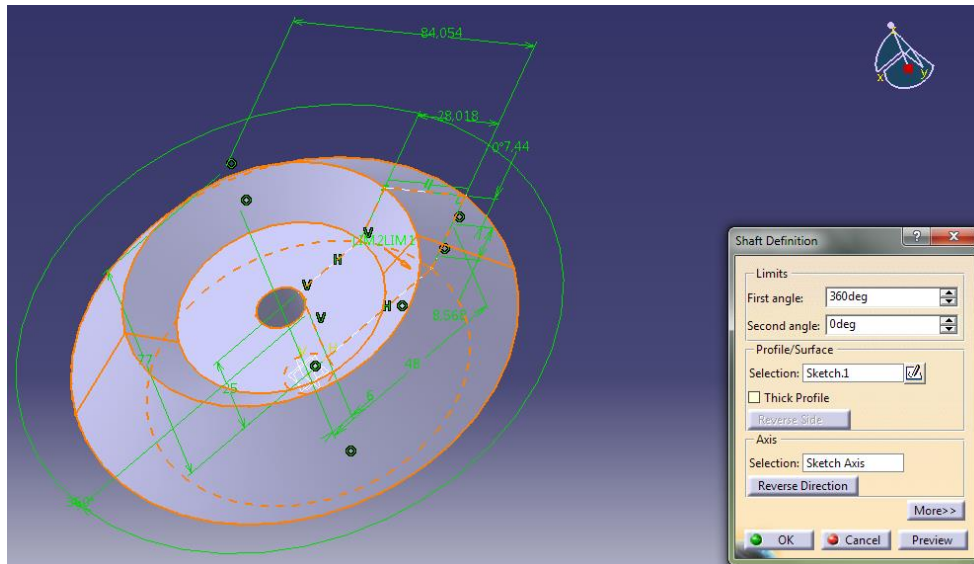 84,054
28,018
0°7,44
V
LIM2LIM1
H
V
H
V
8,568
77
46
25
6
360°
x
y
Shaft Definition
Limits
First angle: 360deg
Second angle: 0deg
Profile/Surface
Selection: Sketch.1
Thick Profile
Reverse Side
Axis
Selection: Sketch Axis
Reverse Direction
More>>
OK Cancel Preview